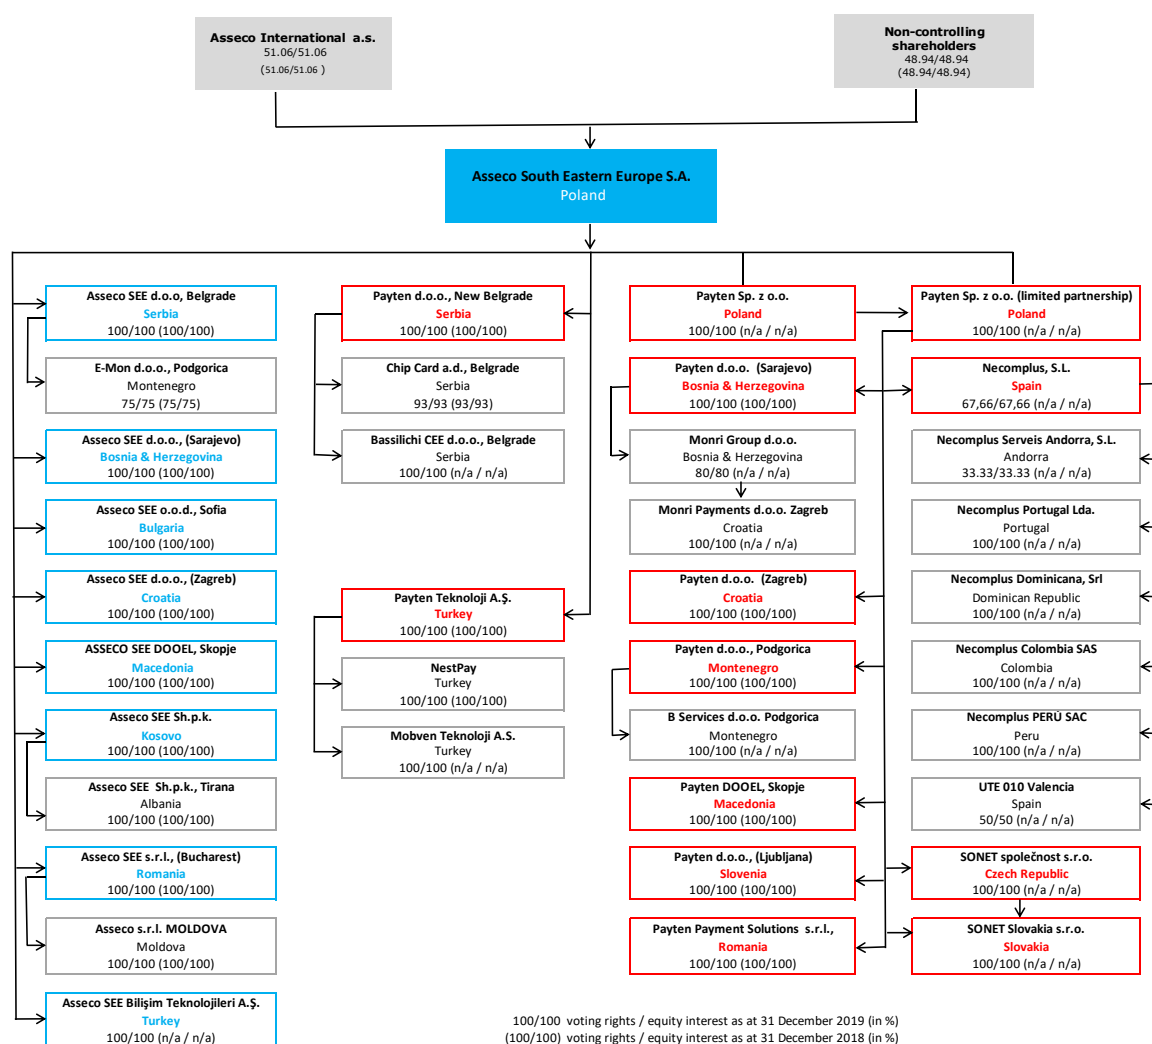 Asseco International a.s.
51.06/51.06
(51.06/51.06 )
Non-controlling
shareholders
48.94/48.94
(48.94/48.94)
Asseco South Eastern Europe S.A.
Poland
Asseco SEE d.o.o, Belgrade
Serbia
100/100 (100/100)
E-Mon d.o.o., Podgorica
Montenegro
75/75 (75/75)
Asseco SEE d.o.o., (Sarajevo)
Bosnia & Herzegovina
100/100 (100/100)
Asseco SEE o.o.d., Sofia
Bulgaria
100/100 (100/100)
Asseco SEE d.o.o., (Zagreb)
Croatia
100/100 (100/100)
ASSECO SEE DOOEL, Skopje
Macedonia
100/100 (100/100)
Asseco SEE Sh.p.k.
Kosovo
100/100 (100/100)
Asseco SEE Sh.p.k., Tirana
Albania
100/100 (100/100)
Asseco SEE s.r.l., (Bucharest)
Romania
100/100 (100/100)
Asseco s.r.l. MOLDOVA
Moldova
100/100 (100/100)
Asseco SEE Bilişim Teknolojileri A.Ş.
Turkey
100/100 (n/a / n/a)
Payten d.o.o., New Belgrade
Serbia
100/100 (100/100)
Chip Card a.d., Belgrade
Serbia
93/93 (93/93)
Bassilichi CEE d.o.o., Belgrade
Serbia
100/100 (n/a / n/a)
Payten Teknoloji A.Ş.
Turkey
100/100 (100/100)
NestPay
Turkey
100/100 (100/100)
Mobven Teknoloji A.S.
Turkey
100/100 (n/a / n/a)
Payten Sp. z o.o.
Poland
100/100 (n/a / n/a)
Payten d.o.o. (Sarajevo)
Bosnia & Herzegovina
100/100 (100/100)
Monri Group d.o.o.
Bosnia & Herzegovina
80/80 (n/a / n/a)
Monri Payments d.o.o. Zagreb
Croatia
100/100 (n/a / n/a)
Payten d.o.o. (Zagreb)
Croatia
100/100 (100/100)
Payten d.o.o., Podgorica
Montenegro
100/100 (100/100)
B Services d.o.o. Podgorica
Montenegro
100/100 (n/a / n/a)
Payten DOOEL, Skopje
Macedonia
100/100 (100/100)
Payten d.o.o., (Ljubljana)
Slovenia
100/100 (100/100)
Payten Payment Solutions s.r.l.,
Romania
100/100 (100/100)
Payten Sp. z o.o. (limited partnership)
Poland
100/100 (n/a / n/a)
Necomplus, S.L.
Spain
67,66/67,66 (n/a / n/a)
Necomplus Serveis Andorra, S.L.
Andorra
33.33/33.33 (n/a / n/a)
Necomplus Portugal Lda.
Portugal
100/100 (n/a / n/a)
Necomplus Dominicana, Srl
Dominican Republic
100/100 (n/a / n/a)
Necomplus Colombia SAS
Colombia
100/100 (n/a / n/a)
Necomplus PERÙ SAC
Peru
100/100 (n/a / n/a)
UTE 010 Valencia
Spain
50/50 (n/a / n/a)
SONET společnost s.r.o.
Czech Republic
100/100 (n/a / n/a)
SONET Slovakia s.r.o.
Slovakia
100/100 (n/a / n/a)
100/100 voting rights / equity interest as at 31 December 2019 (in %)
(100/100) voting rights / equity interest as at 31 December 2018 (in %)